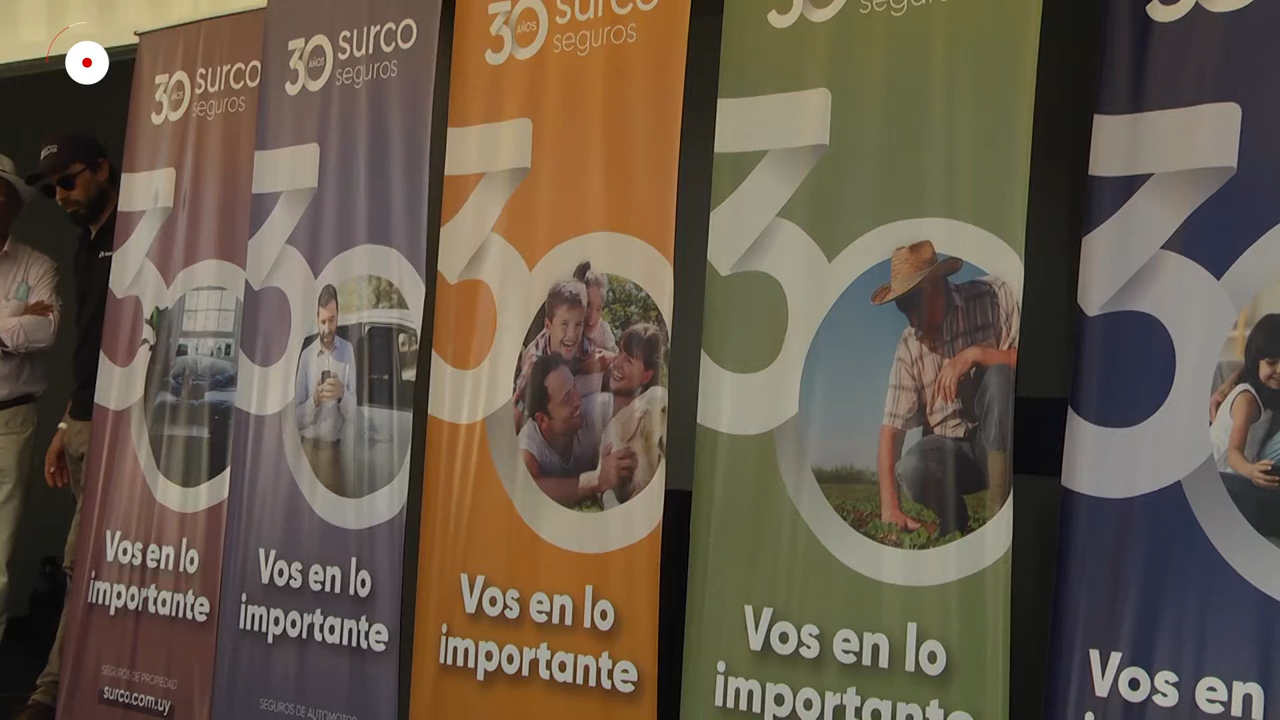 30 AÑOS surco
seguros
30
Vos en lo
importante
SEGUROS DE PROPIEDAD
surco.com.uy
30 AÑOS surco
seguros
30
Vos en lo
importante
SEGUROS DE AUTOMOTOR
30 AÑOS surco
seguros
30
Vos en lo
importante
30 seguros
30
Vos en lo
importante
30
30
Vos en